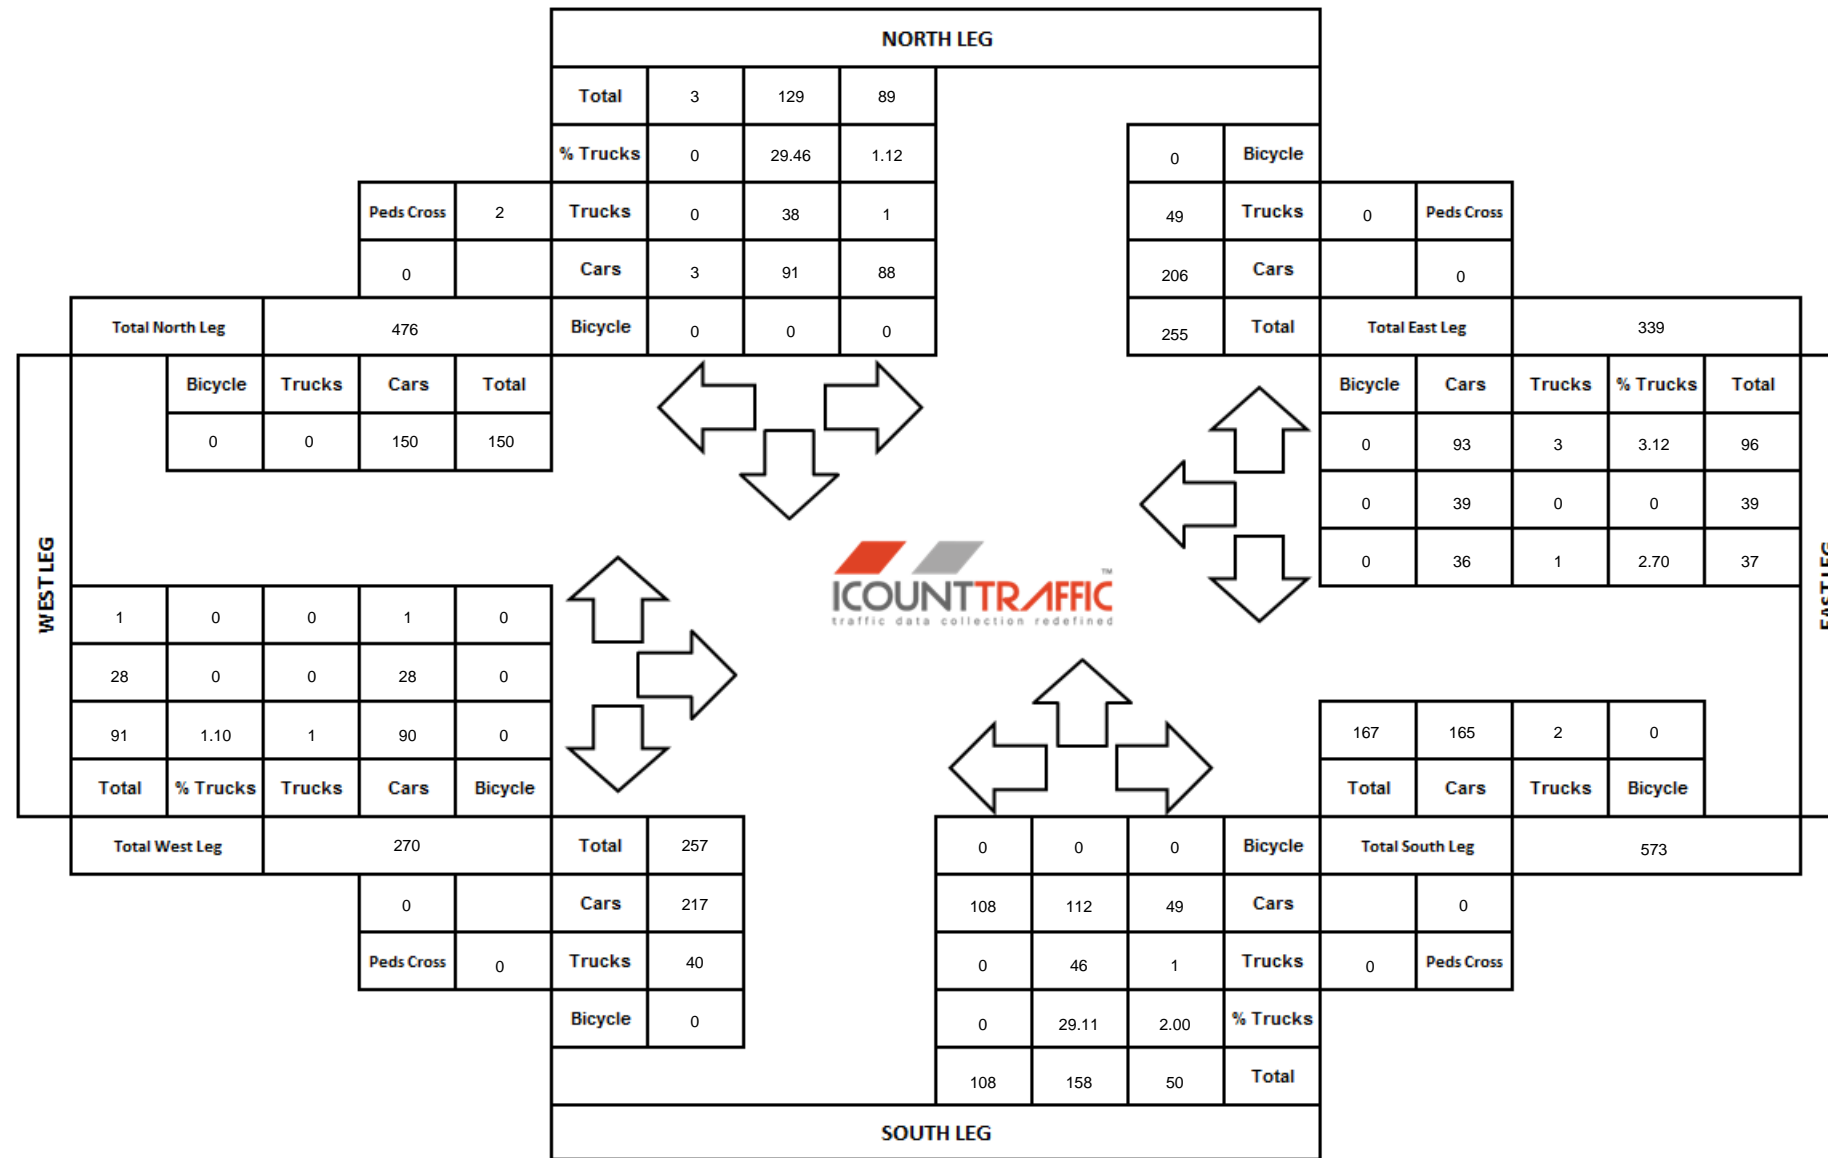 NORTH LEG
Total 3 129 89
% Trucks 0 29.46 1.12 0 Bicycle
Peds Cross 2 Trucks 0 38 1 49 Trucks 0 Peds Cross
0 Cars 3 91 88 206 Cars 0
Total North Leg 476 Bicycle 0 0 0 255 Total Total East Leg 339
Bicycle Trucks Cars Total Bicycle Cars Trucks % Trucks Total
0 0 150 150 0 93 3 3.12 96
0 39 0 0 39
0 36 1 2.70 37
WEST LEG
EAST LEG
ICOUNTTRAFFIC™
traffic data collection redefined
1 0 0 1 0
28 0 0 28 0
91 1.10 1 90 0 167 165 2 0
Total % Trucks Trucks Cars Bicycle Total Cars Trucks Bicycle
Total West Leg 270 Total 257 0 0 0 Bicycle Total South Leg 573
0 Cars 217 108 112 49 Cars 0
Peds Cross 0 Trucks 40 0 46 1 Trucks 0 Peds Cross
Bicycle 0 0 29.11 2.00 % Trucks
108 158 50 Total
SOUTH LEG